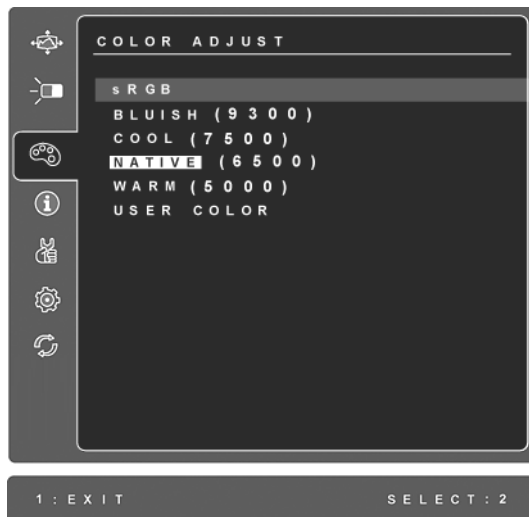 COLOR ADJUST
sRGB
BLUISH (9300)
COOL (7500)
NATIVE (6500)
WARM (5000)
USER COLOR
1:EXIT SELECT:2